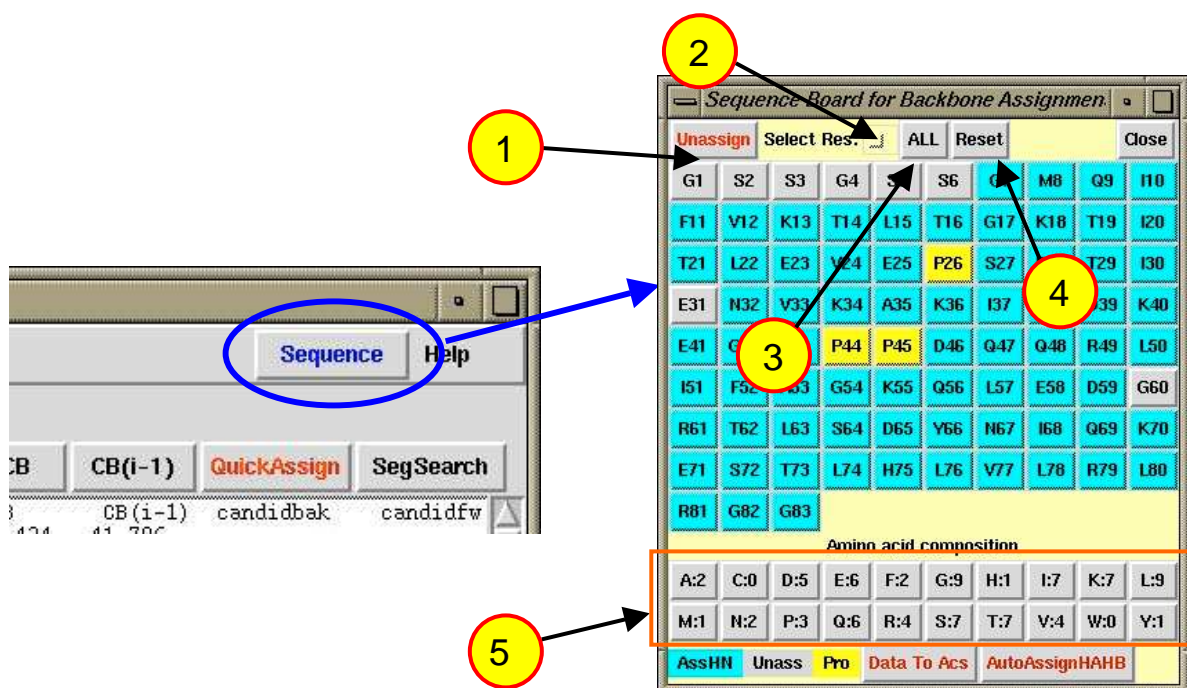 2
Sequence Board for Backbone Assignmen
1
Unassign Select Res. ALL Reset Close
G1 S2 S3 G4 S6 M8 Q9 I10
F11 V12 K13 T14 L15 T16 G17 K18 T19 I20
T21 L22 E23 V24 E25 P26 S27 T29 I30
E31 N32 V33 K34 A35 K36 I37 4 K40
E41 3 P44 P45 D46 Q47 Q48 R49 L50
I51 F52 G54 K55 Q56 L57 E58 D59 G60
R61 T62 L63 S64 D65 Y66 N67 I68 Q69 K70
E71 S72 T73 L74 H75 L76 V77 L78 R79 L80
R81 G82 G83
Amino acid composition
A:2 C:0 D:5 E:6 F:2 G:9 H:1 I:7 K:7 L:9
M:1 N:2 P:3 Q:6 R:4 S:7 T:7 V:4 W:0 Y:1
5
AssHN Unass Pro Data To Acs AutoAssignHAHB
Sequence Help
CB CB(i-1) QuickAssign SegSearch
CB(i-1) candidbak candidfw